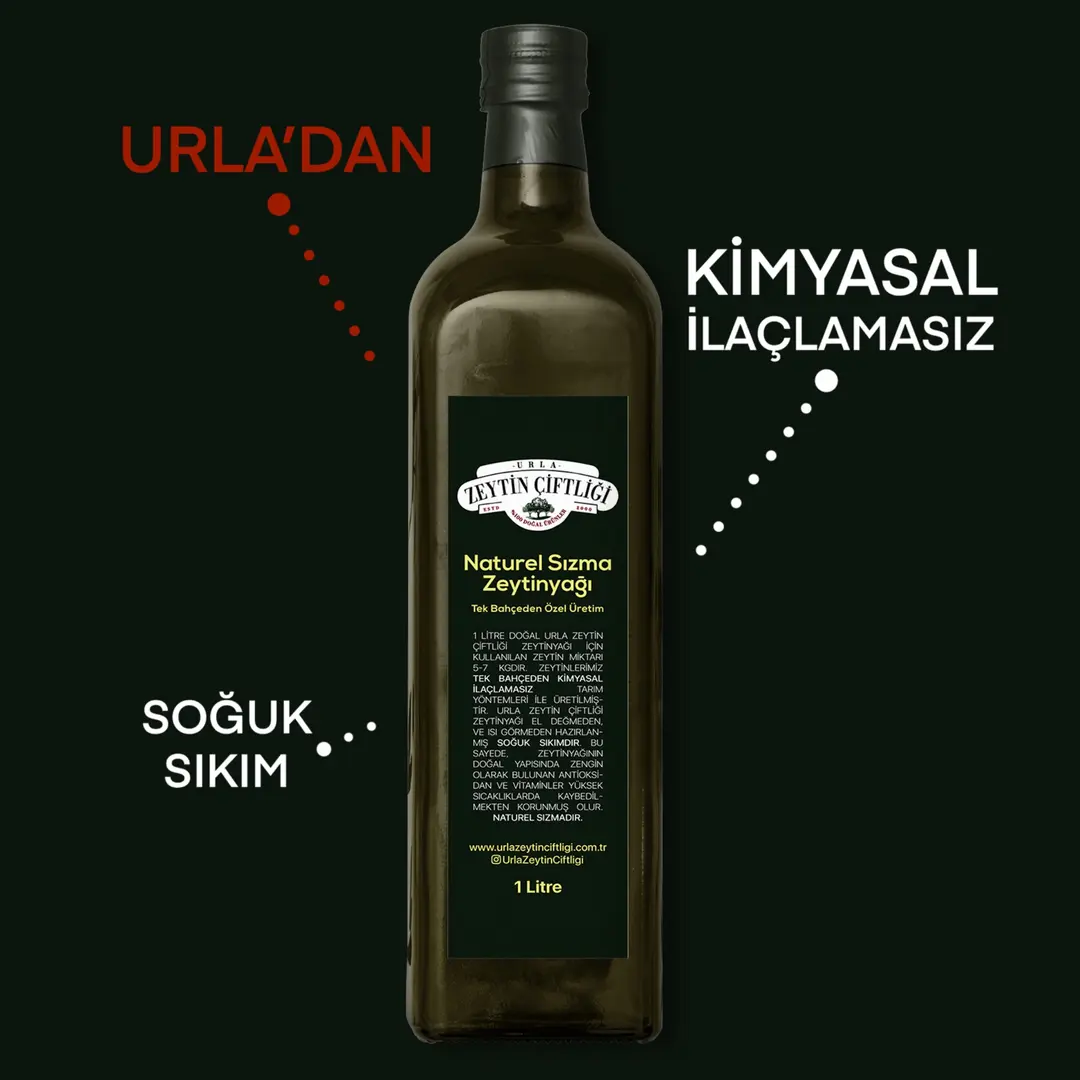 URLA'DAN
KİMYASAL
İLAÇLAMASIZ
SOĞUK
SIKIM
· URLA ·
ZEYTİN ÇİFTLİĞİ
ESTD 2000
%100 DOĞAL ÜRÜNLER
Naturel Sızma
Zeytinyağı
Tek Bahçeden Özel Üretim
1 LİTRE DOĞAL URLA ZEYTİN
ÇİFTLİĞİ ZEYTİNYAĞI İÇİN
KULLANILAN ZEYTİN MİKTARI
5-7 KGDIR. ZEYTİNLERİMİZ
TEK BAHÇEDEN KİMYASAL
İLAÇLAMASIZ TARIM
YÖNTEMLERİ İLE ÜRETİLMİŞ-
TİR. URLA ZEYTİN ÇİFTLİĞİ
ZEYTİNYAĞI EL DEĞMEDEN,
VE ISI GÖRMEDEN HAZIRLAN-
MIŞ SOĞUK SIKIMDIR. BU
SAYEDE, ZEYTİNYAĞININ
DOĞAL YAPISINDA ZENGİN
OLARAK BULUNAN ANTİOKSİ-
DAN VE VİTAMİNLER YÜKSEK
SICAKLIKLARDA KAYBEDİL-
MEKTEN KORUNMUŞ OLUR.
NATUREL SIZMADIR.
www.urlazeytinciftligi.com.tr
UrlaZeytinCiftligi
1 Litre